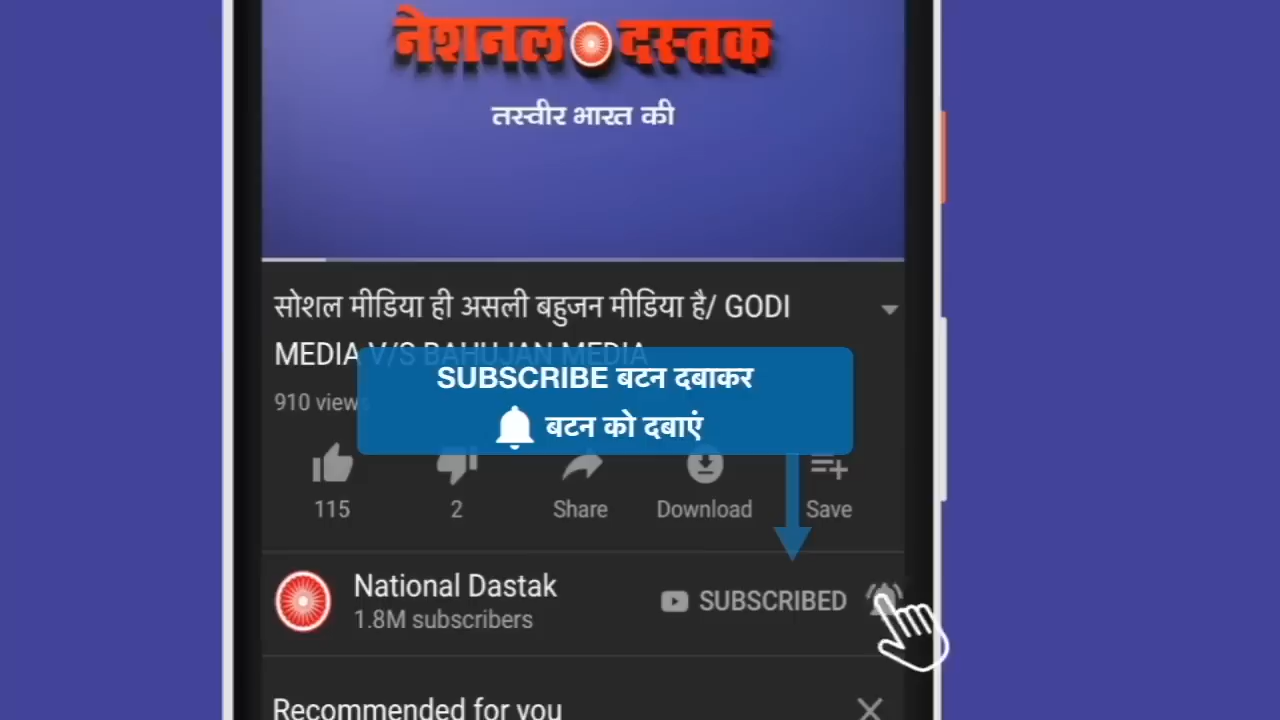 नेशनल दस्तक
तस्वीर भारत की
सोशल मीडिया ही असली बहुजन मीडिया है/ GODI
MEDIA V/S BAHUJAN MEDIA
910 views
SUBSCRIBE बटन दबाकर
बटन को दबाएं
115
2
Share
Download
Save
National Dastak
1.8M subscribers
SUBSCRIBED
Recommended for you